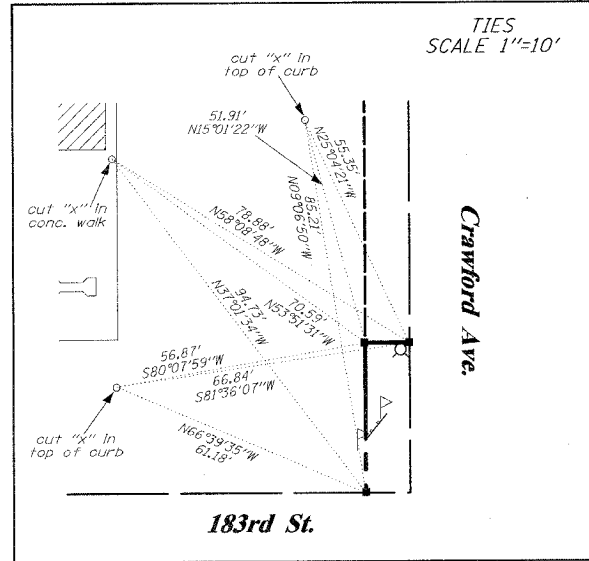 TIES
SCALE 1"=10'
cut "x" in
top of curb
51.91'
N15°01'22"W
55.35'
N25°04'21"W
85.21'
N09°06'50"W
cut "x" in
conc. walk
78.88'
N58°08'48"W
70.59'
N53°51'31"W
94.73'
N37°01'34"W
Crawford Ave.
56.87'
S80°07'59"W
66.84'
S81°36'07"W
cut "x" in
top of curb
N66°39'35"W
61.18'
183rd St.